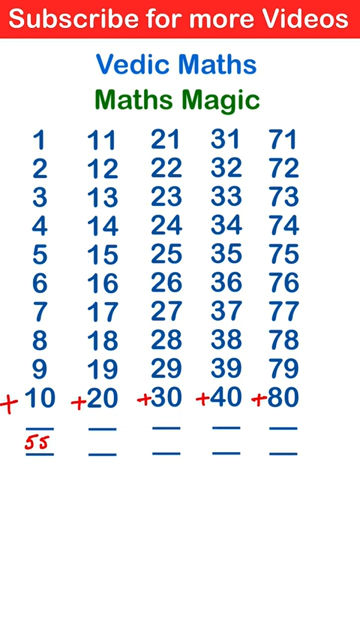 Subscribe for more Videos
Vedic Maths
Maths Magic
1 11 21 31 71
2 12 22 32 72
3 13 23 33 73
4 14 24 34 74
5 15 25 35 75
6 16 26 36 76
7 17 27 37 77
8 18 28 38 78
9 19 29 39 79
+10 +20 +30 +40 +80
55